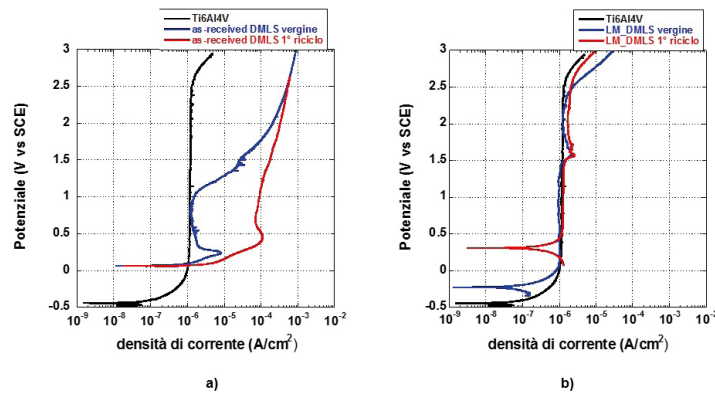 Ti6Al4V
as-received DMLS vergine
as-received DMLS 1° riciclo
3
2.5
2
1.5
1
0.5
0
-0.5
Potenziale (V vs SCE)
10⁻⁹ 10⁻⁸ 10⁻⁷ 10⁻⁶ 10⁻⁵ 10⁻⁴ 10⁻³ 10⁻²
densità di corrente (A/cm²)
a)
Ti6Al4V
LM_DMLS vergine
LM_DMLS 1° riciclo
3
2.5
2
1.5
1
0.5
0
-0.5
Potenziale (V vs SCE)
10⁻⁹ 10⁻⁸ 10⁻⁷ 10⁻⁶ 10⁻⁵ 10⁻⁴ 10⁻³ 10⁻²
densità di corrente (A/cm²)
b)